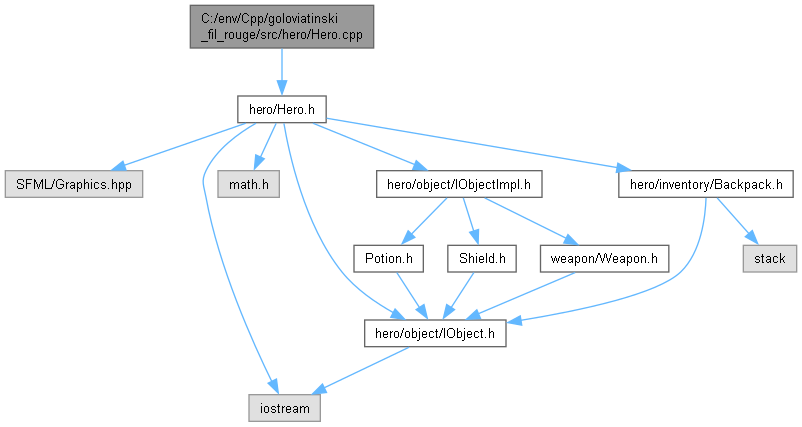 C:/env/Cpp/goloviatinski
_fil_rouge/src/hero/Hero.cpp
hero/Hero.h
SFML/Graphics.hpp
math.h
hero/object/IObjectImpl.h
hero/inventory/Backpack.h
Potion.h
Shield.h
weapon/Weapon.h
stack
hero/object/IObject.h
iostream